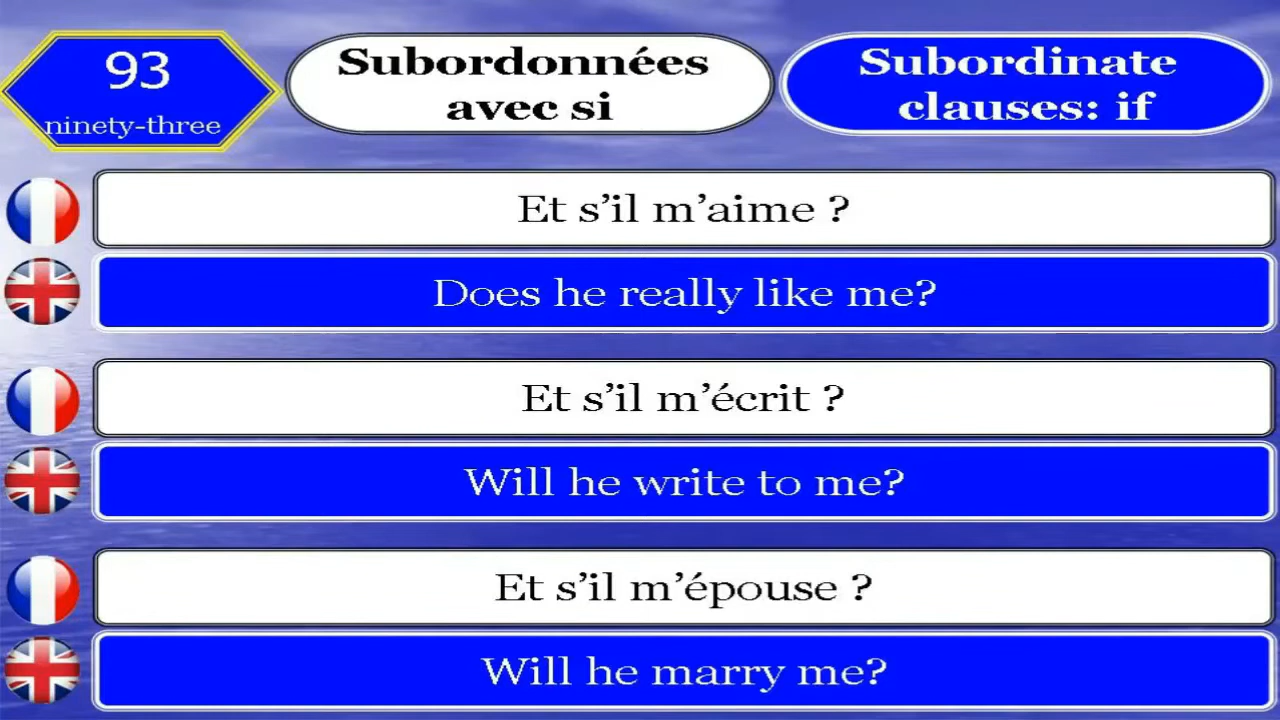 93
ninety-three
Subordonnées
avec si
Subordinate
clauses: if
Et s’il m’aime ?
Does he really like me?
Et s’il m’écrit ?
Will he write to me?
Et s’il m’épouse ?
Will he marry me?